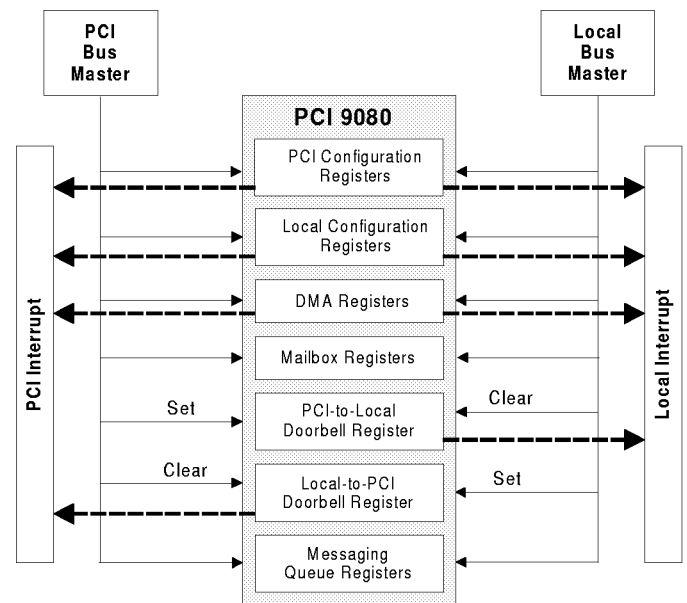 PCI
Bus
Master
Local
Bus
Master
PCI 9080
PCI Configuration
Registers
Local Configuration
Registers
DMA Registers
Mailbox Registers
Set
PCI-to-Local
Doorbell Register
Clear
Clear
Local-to-PCI
Doorbell Register
Set
Messaging
Queue Registers
PCI Interrupt
Local Interrupt